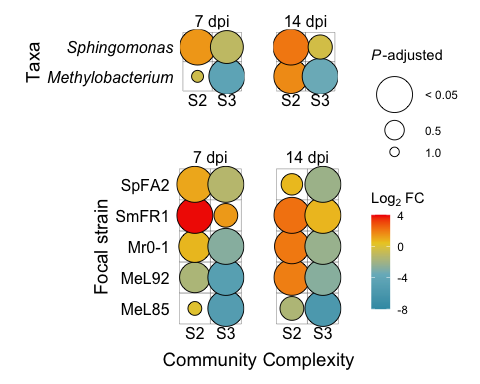 7 dpi 14 dpi
Taxa
Sphingomonas
Methylobacterium
S2 S3 S2 S3
P-adjusted
< 0.05
0.5
1.0
7 dpi 14 dpi
Focal strain
SpFA2
SmFR1
Mr0-1
MeL92
MeL85
S2 S3 S2 S3
Community Complexity
Log2 FC
4
0
-4
-8